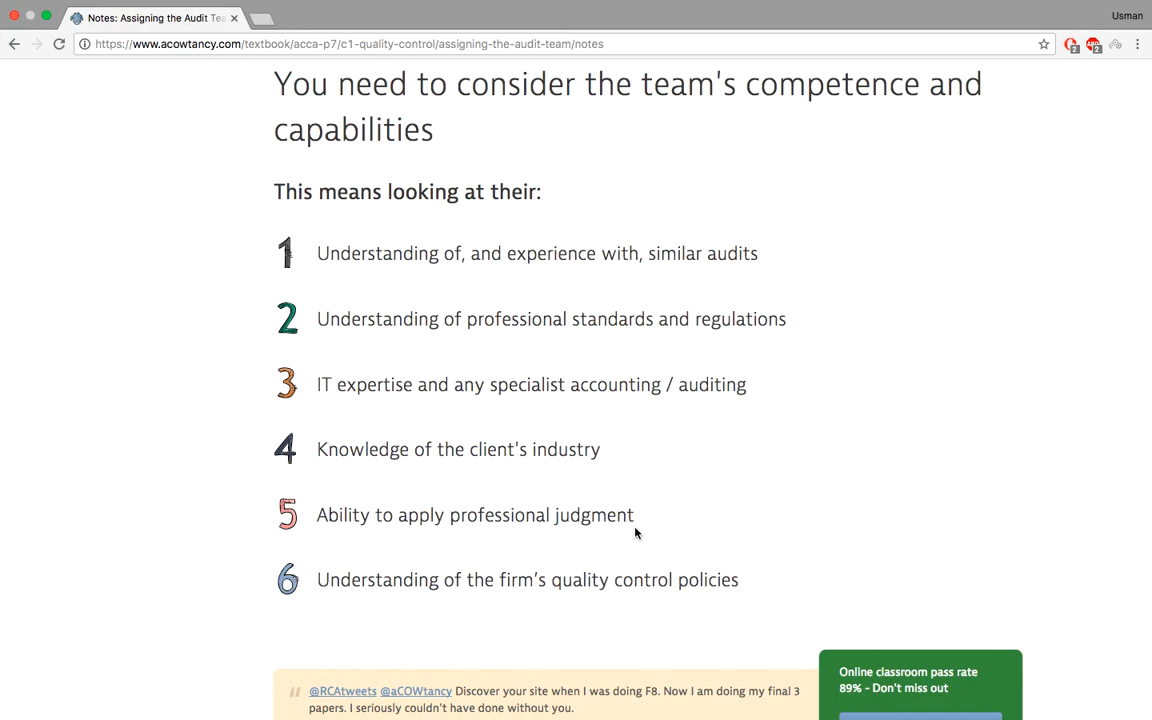 Notes: Assigning the Audit Tea
Usman
https://www.acowtancy.com/textbook/acca-p7/c1-quality-control/assigning-the-audit-team/notes
2
2
You need to consider the team's competence and
capabilities
This means looking at their:
1 Understanding of, and experience with, similar audits
2 Understanding of professional standards and regulations
3 IT expertise and any specialist accounting / auditing
4 Knowledge of the client's industry
5 Ability to apply professional judgment
6 Understanding of the firm's quality control policies
@RCAtweets @aCOWtancy Discover your site when I was doing F8. Now I am doing my final 3
papers. I seriously couldn't have done without you.
Online classroom pass rate
89% - Don't miss out